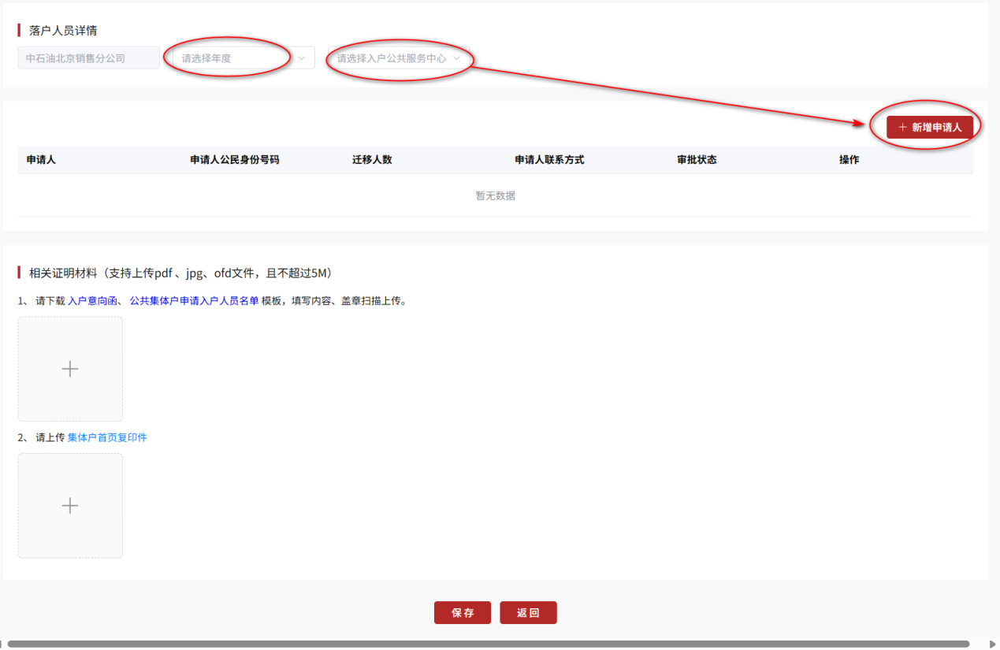 落户人员详情
中石油北京销售分公司 请选择年度 请选择入户公共服务中心
新增申请人
申请人 申请人公民身份号码 迁移人数 申请人联系方式 审批状态 操作
暂无数据
相关证明材料（支持上传pdf 、jpg、ofd文件，且不超过5M）
1、 请下载 入户意向函、 公共集体户申请入户人员名单 模板，填写内容、盖章扫描上传。
2、 请上传 集体户首页复印件
保存 返回